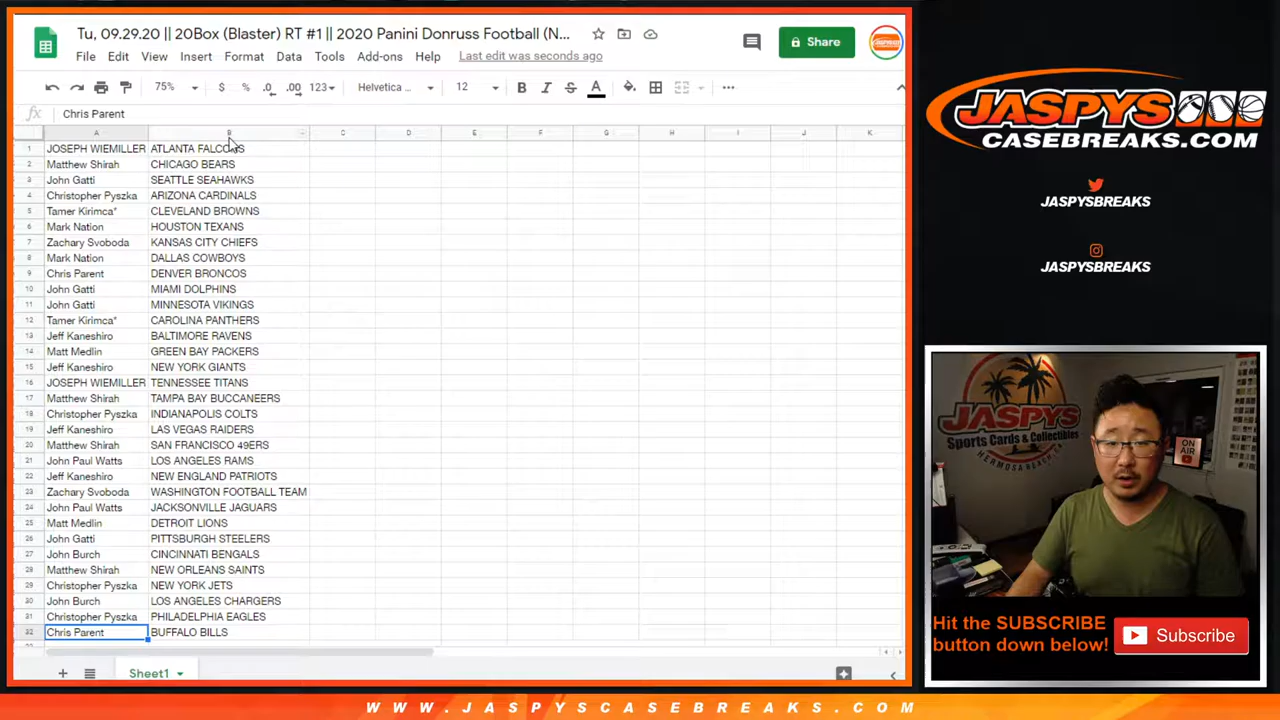 Tu, 09.29.20 || 20Box (Blaster) RT #1 || 2020 Panini Donruss Football (N...
File Edit View Insert Format Data Tools Add-ons Help Last edit was seconds ago
Share
75% $ % .0 .00 123 Helvetica ... 12 B I S A
fx Chris Parent
A B C D E F G H I J K
1 JOSEPH WIEMILLER ATLANTA FALCONS
2 Matthew Shirah CHICAGO BEARS
3 John Gatti SEATTLE SEAHAWKS
4 Christopher Pyszka ARIZONA CARDINALS
5 Tamer Kirimca* CLEVELAND BROWNS
6 Mark Nation HOUSTON TEXANS
7 Zachary Svoboda KANSAS CITY CHIEFS
8 Mark Nation DALLAS COWBOYS
9 Chris Parent DENVER BRONCOS
10 John Gatti MIAMI DOLPHINS
11 John Gatti MINNESOTA VIKINGS
12 Tamer Kirimca* CAROLINA PANTHERS
13 Jeff Kaneshiro BALTIMORE RAVENS
14 Matt Medlin GREEN BAY PACKERS
15 Jeff Kaneshiro NEW YORK GIANTS
16 JOSEPH WIEMILLER TENNESSEE TITANS
17 Matthew Shirah TAMPA BAY BUCCANEERS
18 Christopher Pyszka INDIANAPOLIS COLTS
19 Jeff Kaneshiro LAS VEGAS RAIDERS
20 Matthew Shirah SAN FRANCISCO 49ERS
21 John Paul Watts LOS ANGELES RAMS
22 Jeff Kaneshiro NEW ENGLAND PATRIOTS
23 Zachary Svoboda WASHINGTON FOOTBALL TEAM
24 John Paul Watts JACKSONVILLE JAGUARS
25 Matt Medlin DETROIT LIONS
26 John Gatti PITTSBURGH STEELERS
27 John Burch CINCINNATI BENGALS
28 Matthew Shirah NEW ORLEANS SAINTS
29 Christopher Pyszka NEW YORK JETS
30 John Burch LOS ANGELES CHARGERS
31 Christopher Pyszka PHILADELPHIA EAGLES
32 Chris Parent BUFFALO BILLS
Sheet1
JASPYS
CASEBREAKS.COM
JASPYSBREAKS
JASPYSBREAKS
JASPYS
Sports Cards & Collectibles
HERMOSA BEACH, CA
ON AIR
Hit the SUBSCRIBE
button down below!
Subscribe
WWW.JASPYSCASEBREAKS.COM